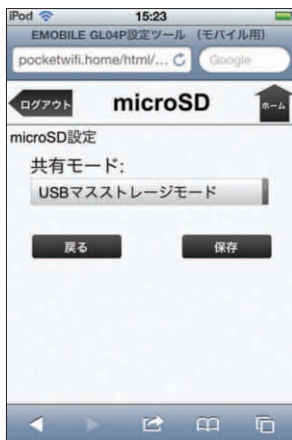 iPod 15:23
EMOBILE GL04P設定ツール (モバイル用)
pocketwifi.home/html/... Google
ログアウト microSD ホーム
microSD設定
共有モード:
USBマスストレージモード
戻る 保存